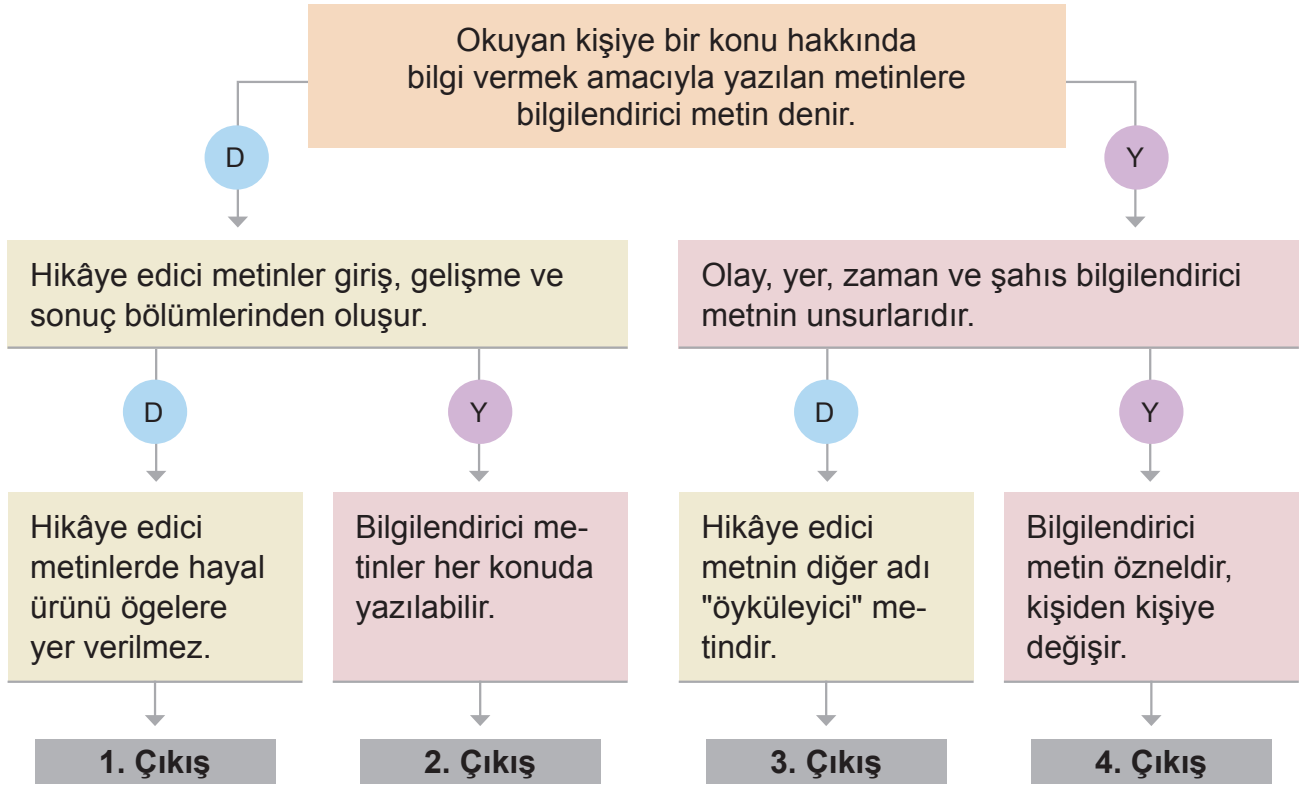 Okuyan kişiye bir konu hakkında
bilgi vermek amacıyla yazılan metinlere
bilgilendirici metin denir.
D
Y
Hikâye edici metinler giriş, gelişme ve
sonuç bölümlerinden oluşur.
Olay, yer, zaman ve şahıs bilgilendirici
metnin unsurlarıdır.
D
Y
D
Y
Hikâye edici
metinlerde hayal
ürünü ögelere
yer verilmez.
Bilgilendirici me-
tinler her konuda
yazılabilir.
Hikâye edici
metnin diğer adı
"öyküleyici" me-
tindir.
Bilgilendirici
metin özneldir,
kişiden kişiye
değişir.
1. Çıkış
2. Çıkış
3. Çıkış
4. Çıkış